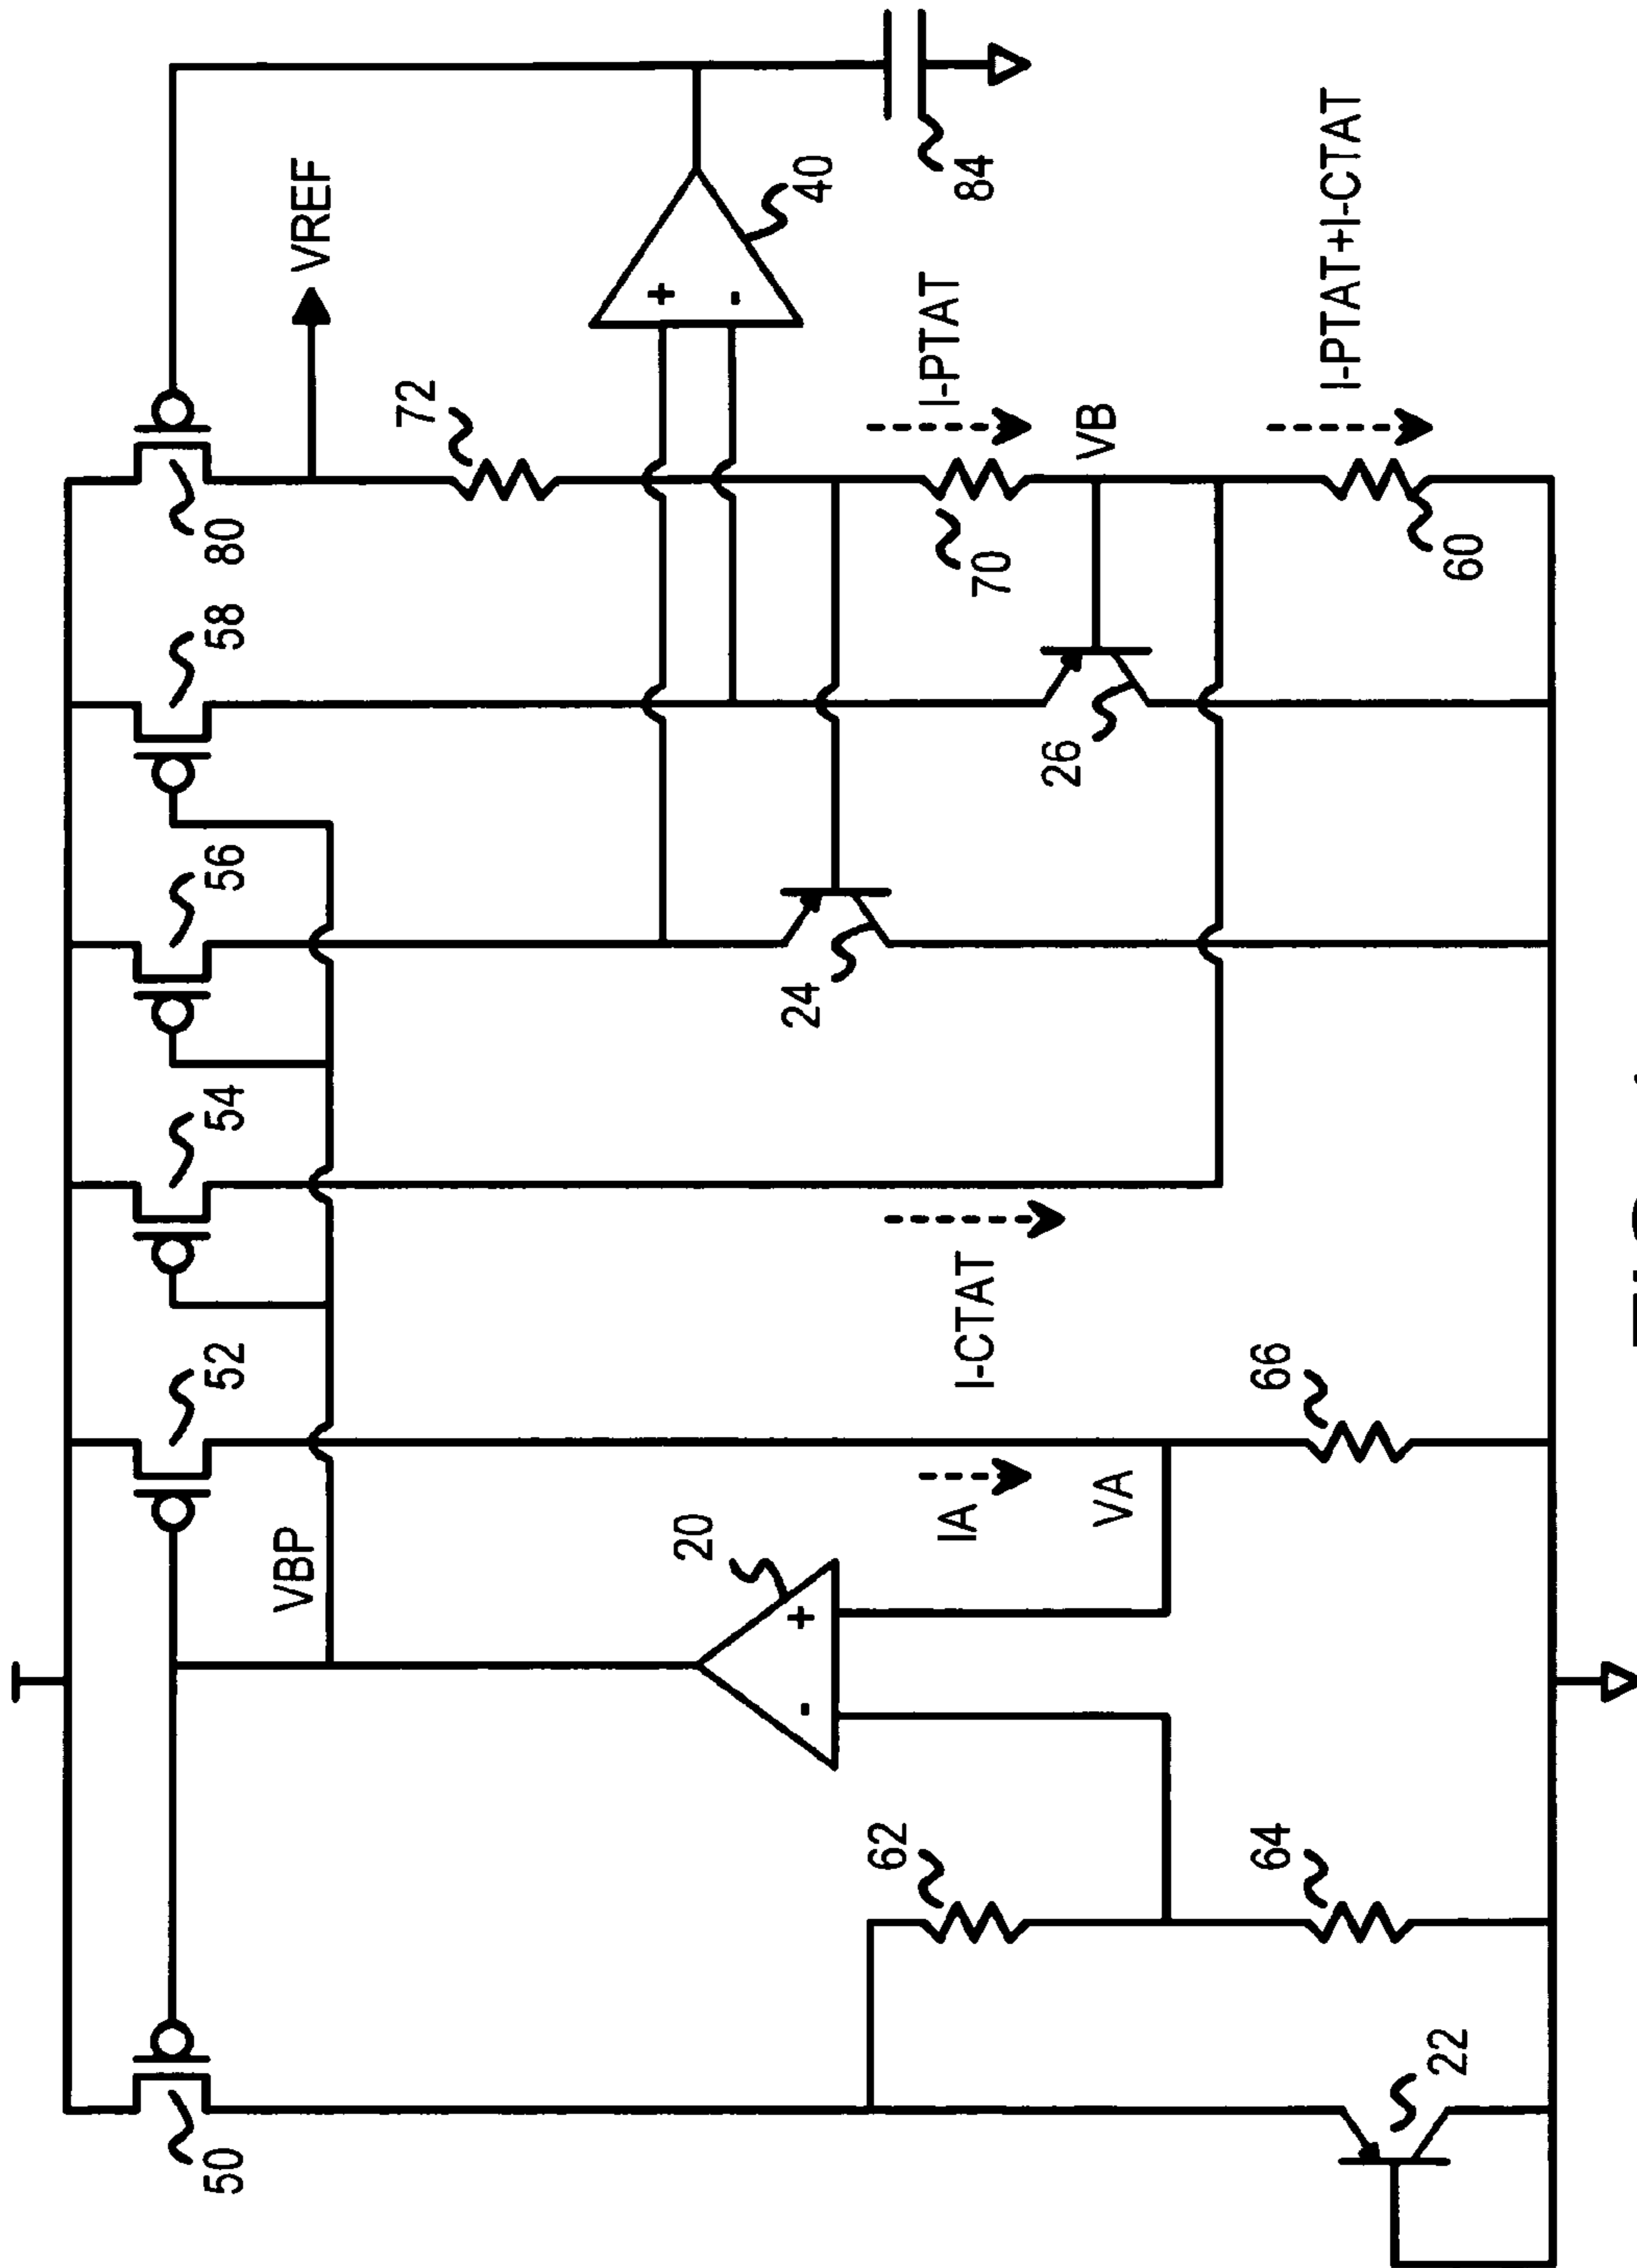 50
52
54
56
58
80
VBP
VREF
72
20
24
40
62
I-PTAT
IA
I-CTAT
70
84
26
VB
VA
64
66
I-PTAT+I-CTAT
22
60